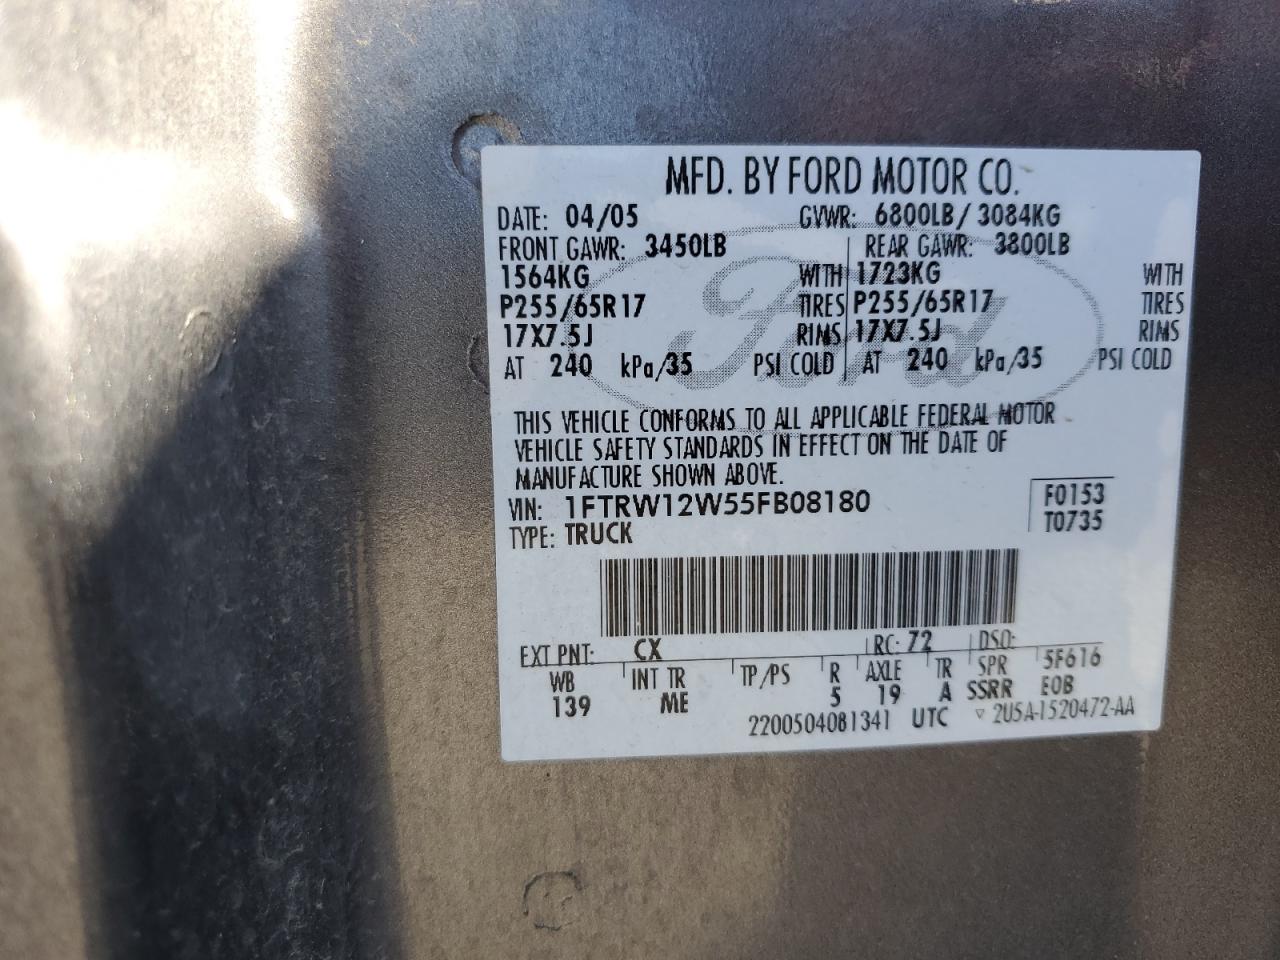 MFD. BY FORD MOTOR CO.
DATE: 04/05 GVWR: 6800LB/3084KG
FRONT GAWR: 3450LB REAR GAWR: 3800LB
1564KG WITH 1723KG WITH
P255/65R17 TIRES P255/65R17 TIRES
17X7.5J RIMS 17X7.5J RIMS
AT 240 kPa/35 PSI COLD AT 240 kPa/35 PSI COLD
Ford
THIS VEHICLE CONFORMS TO ALL APPLICABLE FEDERAL MOTOR
VEHICLE SAFETY STANDARDS IN EFFECT ON THE DATE OF
MANUFACTURE SHOWN ABOVE.
VIN: 1FTRW12W55FB08180 F0153
TYPE: TRUCK T0735
EXT PNT: CX RC: 72 DSO:
WB INT TR TP/PS R AXLE TR SPR 5F616
139 ME 5 19 A SSRR EOB
2200504081341 UTC ▽ 2U5A-1520472-AA